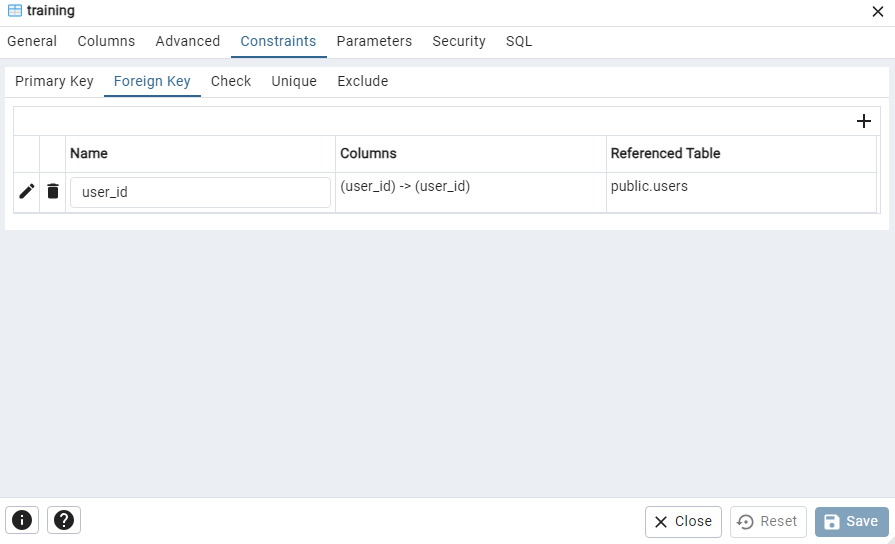 training
General Columns Advanced Constraints Parameters Security SQL
Primary Key Foreign Key Check Unique Exclude
Name Columns Referenced Table
user_id (user_id) -> (user_id) public.users
Close Reset Save